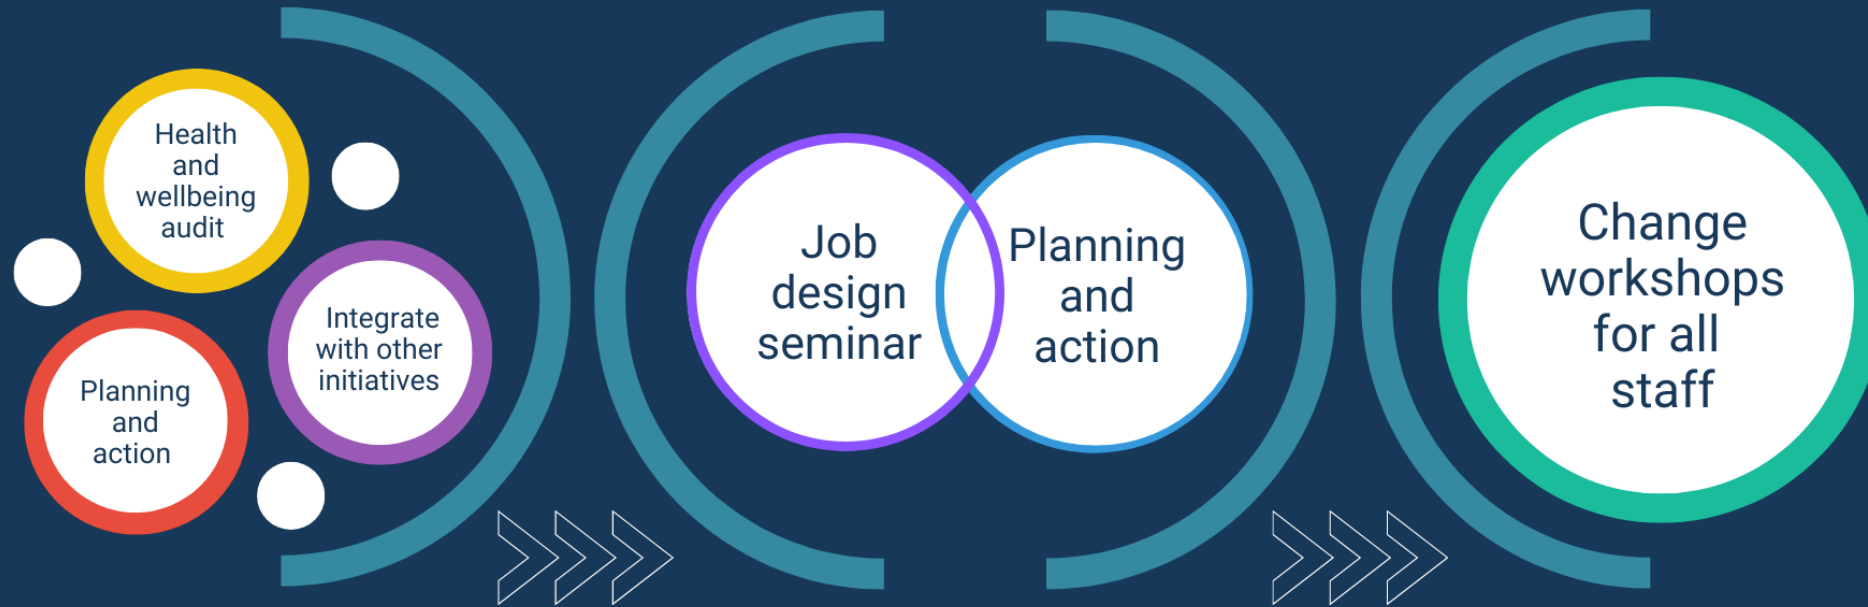 Health
and
wellbeing
audit
Integrate
with other
initiatives
Planning
and
action
Job
design
seminar
Planning
and
action
Change
workshops
for all
staff